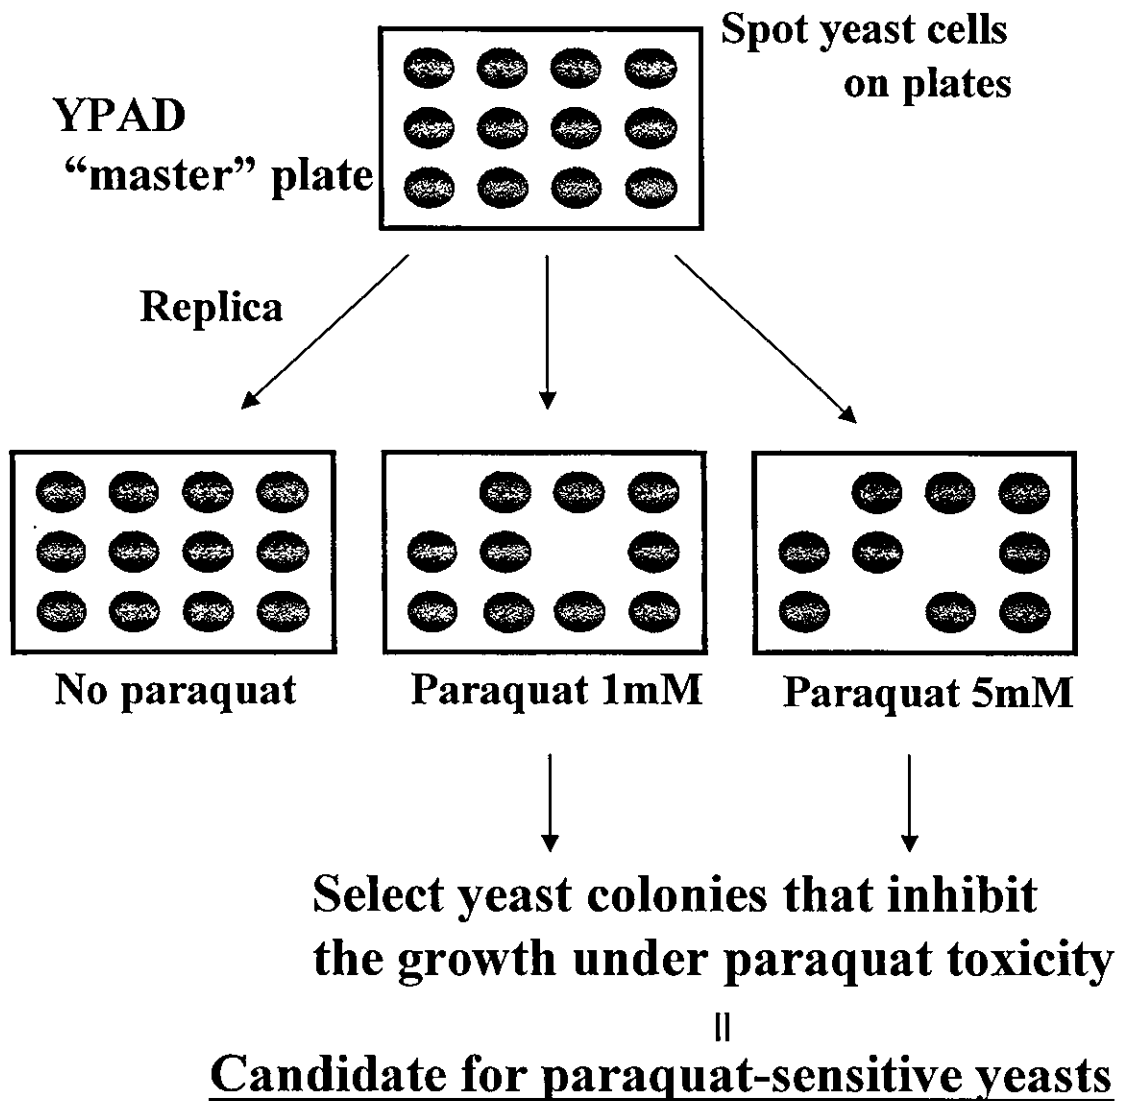 Spot yeast cells
on plates
YPAD
“master” plate
Replica
No paraquat
Paraquat 1mM
Paraquat 5mM
Select yeast colonies that inhibit
the growth under paraquat toxicity
=
Candidate for paraquat-sensitive yeasts